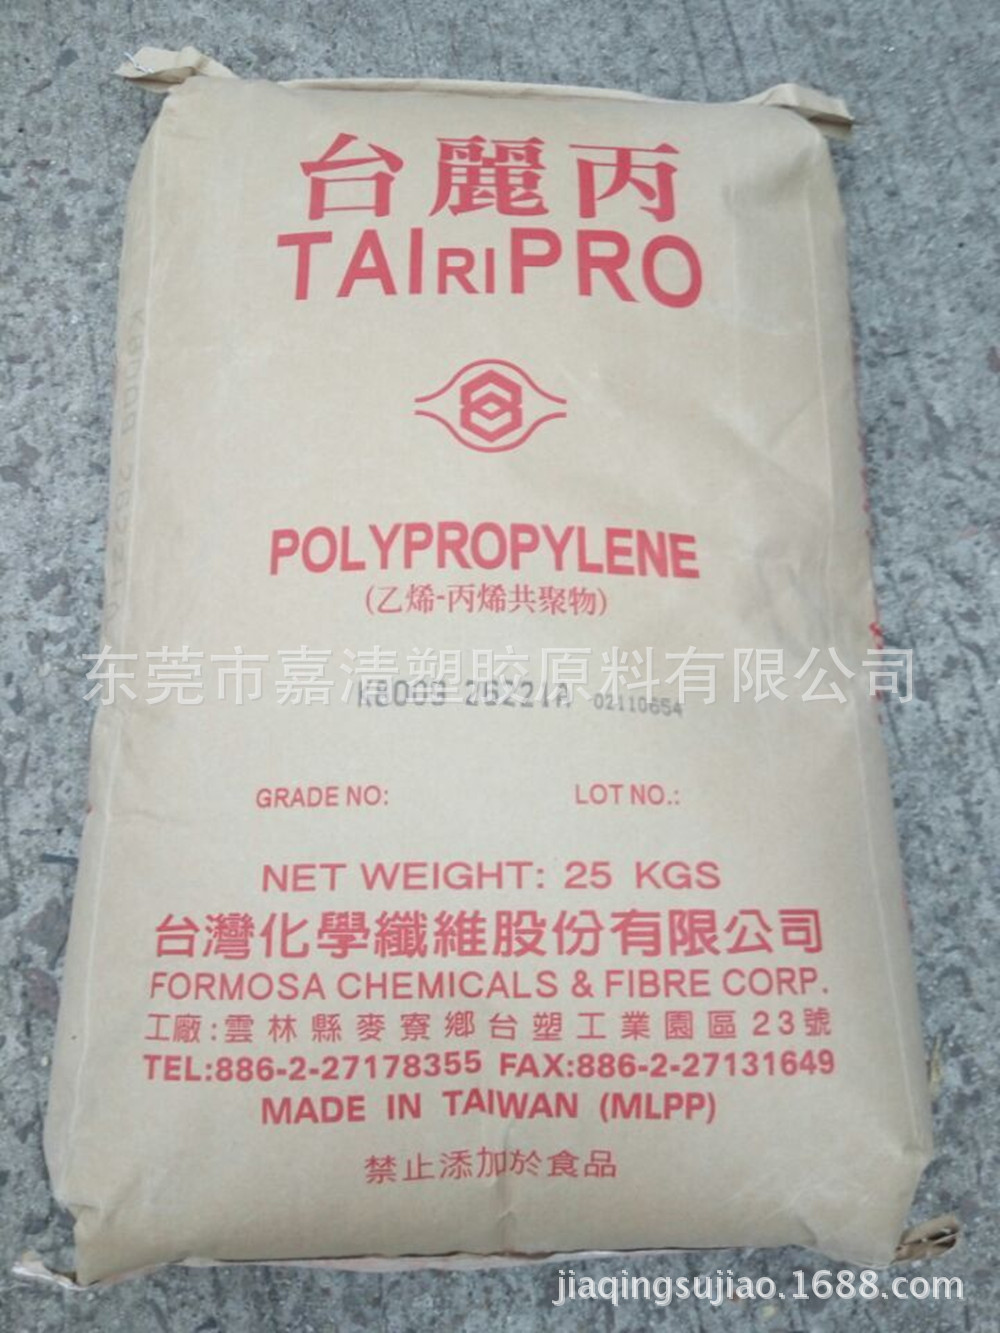 台麗丙
TAIRIPRO
POLYPROPYLENE
(乙烯-丙烯共聚物)
东莞市嘉清塑胶原料有限公司
02110654
GRADE NO:
LOT NO.:
NET WEIGHT: 25 KGS
台灣化學纖維股份有限公司
FORMOSA CHEMICALS & FIBRE CORP.
工廠:雲林縣麥寮鄉台塑工業園區23號
TEL:886-2-27178355 FAX:886-2-27131649
MADE IN TAIWAN (MLPP)
禁止添加於食品
jiaqingsujiao.1688.com